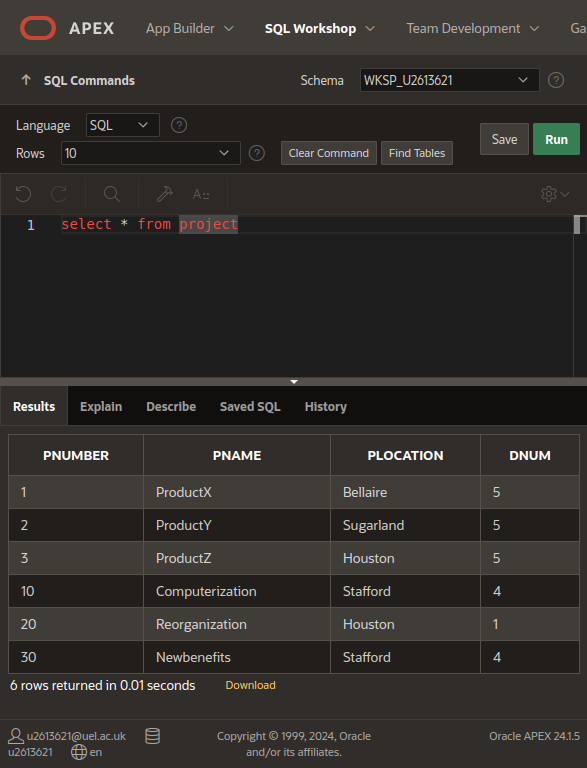 APEX App Builder SQL Workshop Team Development Ga
SQL Commands Schema WKSP_U2613621
Language SQL
Rows 10 Clear Command Find Tables Save Run
A::
1 select * from project
Results Explain Describe Saved SQL History
PNUMBER PNAME PLOCATION DNUM
1 ProductX Bellaire 5
2 ProductY Sugarland 5
3 ProductZ Houston 5
10 Computerization Stafford 4
20 Reorganization Houston 1
30 Newbenefits Stafford 4
6 rows returned in 0.01 seconds Download
u2613621@uel.ac.uk Copyright © 1999, 2024, Oracle Oracle APEX 24.1.5
u2613621 en and/or its affiliates.